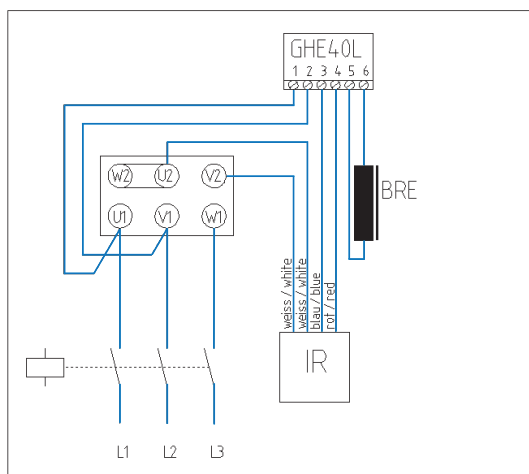 GHE40L
1 2 3 4 5 6
W2 U2 V2
U1 V1 W1
BRE
weiss / white
weiss / white
blau / blue
rot / red
IR
L1 L2 L3